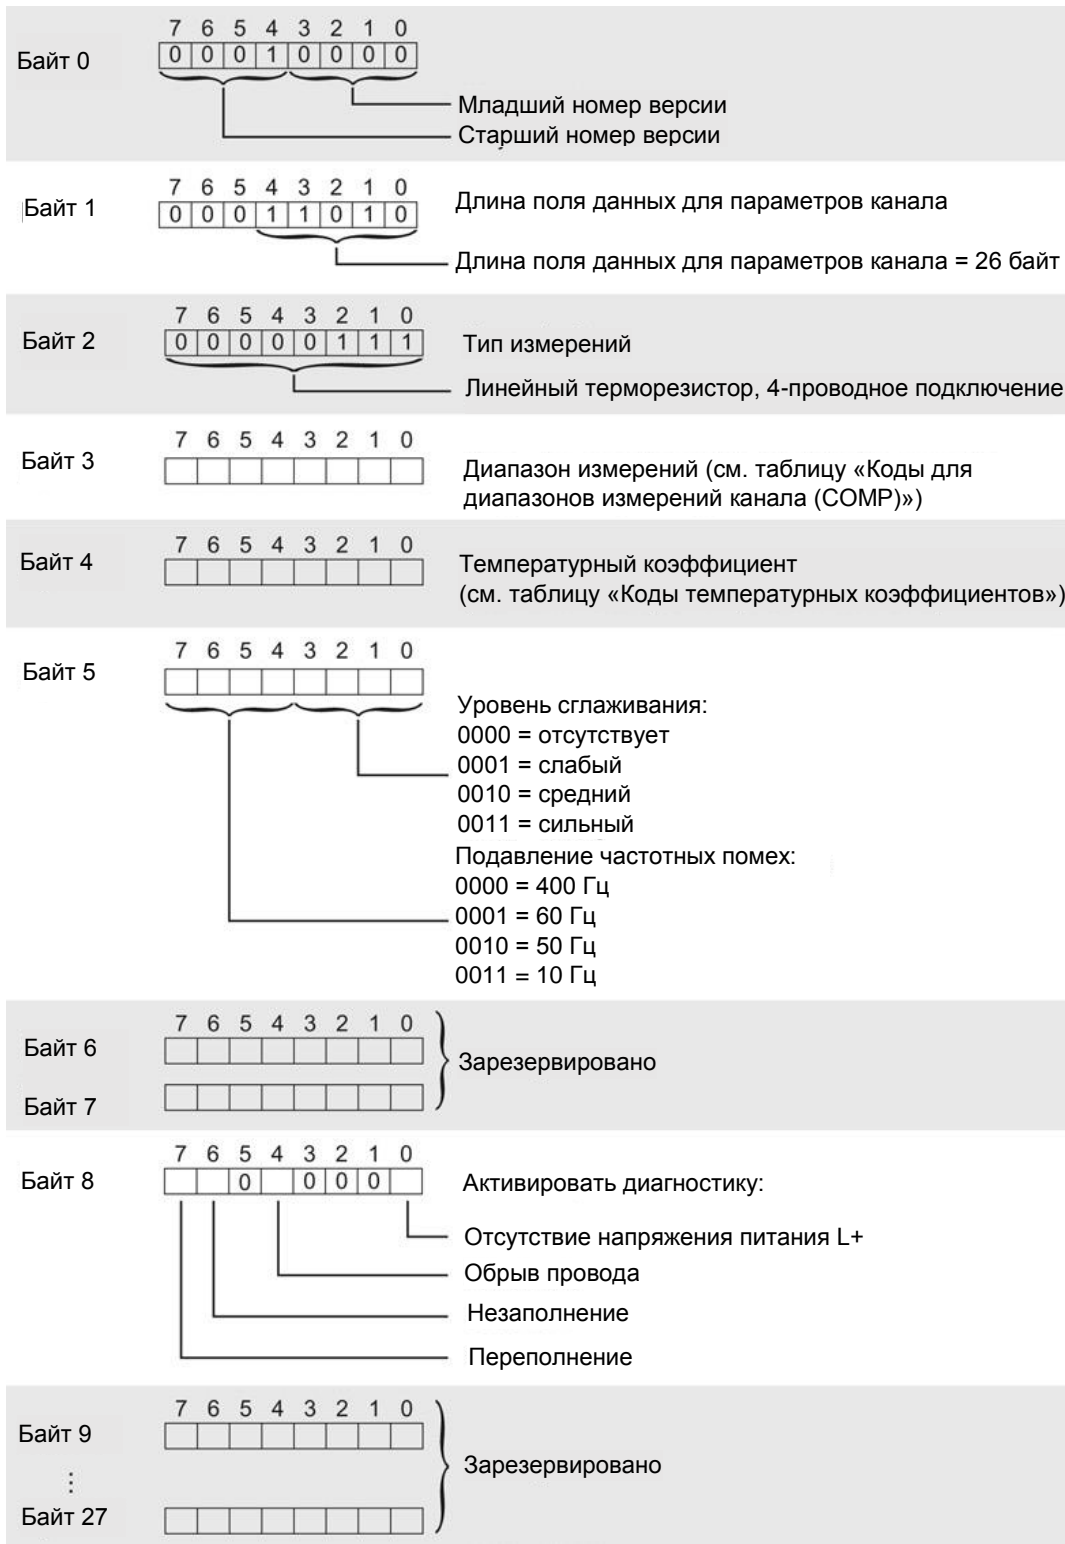 7 6 5 4 3 2 1 0
Байт 0
0 0 0 1 0 0 0 0
Младший номер версии
Старший номер версии
7 6 5 4 3 2 1 0
Байт 1
0 0 0 1 1 0 1 0
Длина поля данных для параметров канала
Длина поля данных для параметров канала = 26 байт
7 6 5 4 3 2 1 0
Байт 2
0 0 0 0 0 1 1 1
Тип измерений
Линейный терморезистор, 4-проводное подключение
7 6 5 4 3 2 1 0
Байт 3
Диапазон измерений (см. таблицу «Коды для
диапазонов измерений канала (COMP)»)
7 6 5 4 3 2 1 0
Байт 4
Температурный коэффициент
(см. таблицу «Коды температурных коэффициентов»)
7 6 5 4 3 2 1 0
Байт 5
Уровень сглаживания:
0000 = отсутствует
0001 = слабый
0010 = средний
0011 = сильный
Подавление частотных помех:
0000 = 400 Гц
0001 = 60 Гц
0010 = 50 Гц
0011 = 10 Гц
7 6 5 4 3 2 1 0
Байт 6
Зарезервировано
Байт 7
7 6 5 4 3 2 1 0
Байт 8
0 0 0 0
Активировать диагностику:
Отсутствие напряжения питания L+
Обрыв провода
Незаполнение
Переполнение
7 6 5 4 3 2 1 0
Байт 9
Зарезервировано
⋮
Байт 27